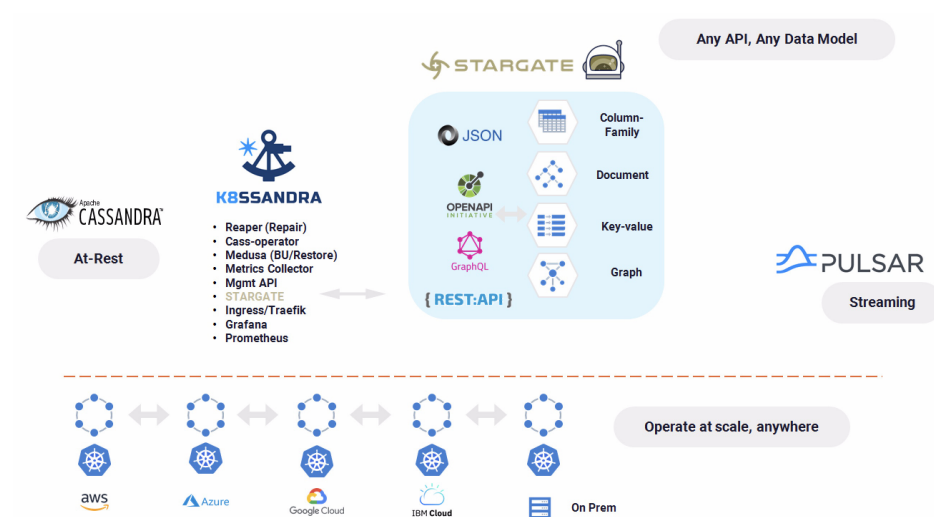 Any API, Any Data Model
STARGATE
JSON
Column-
Family
OPENAPI
INITIATIVE
Document
GraphQL
Key-value
{ REST:API }
Graph
K8SSANDRA
Reaper (Repair)
Cass-operator
Medusa (BU/Restore)
Metrics Collector
Mgmt API
STARGATE
Ingress/Traefik
Grafana
Prometheus
Apache
CASSANDRA™
At-Rest
PULSAR
Streaming
Operate at scale, anywhere
aws
Azure
Google Cloud
IBM Cloud
On Prem